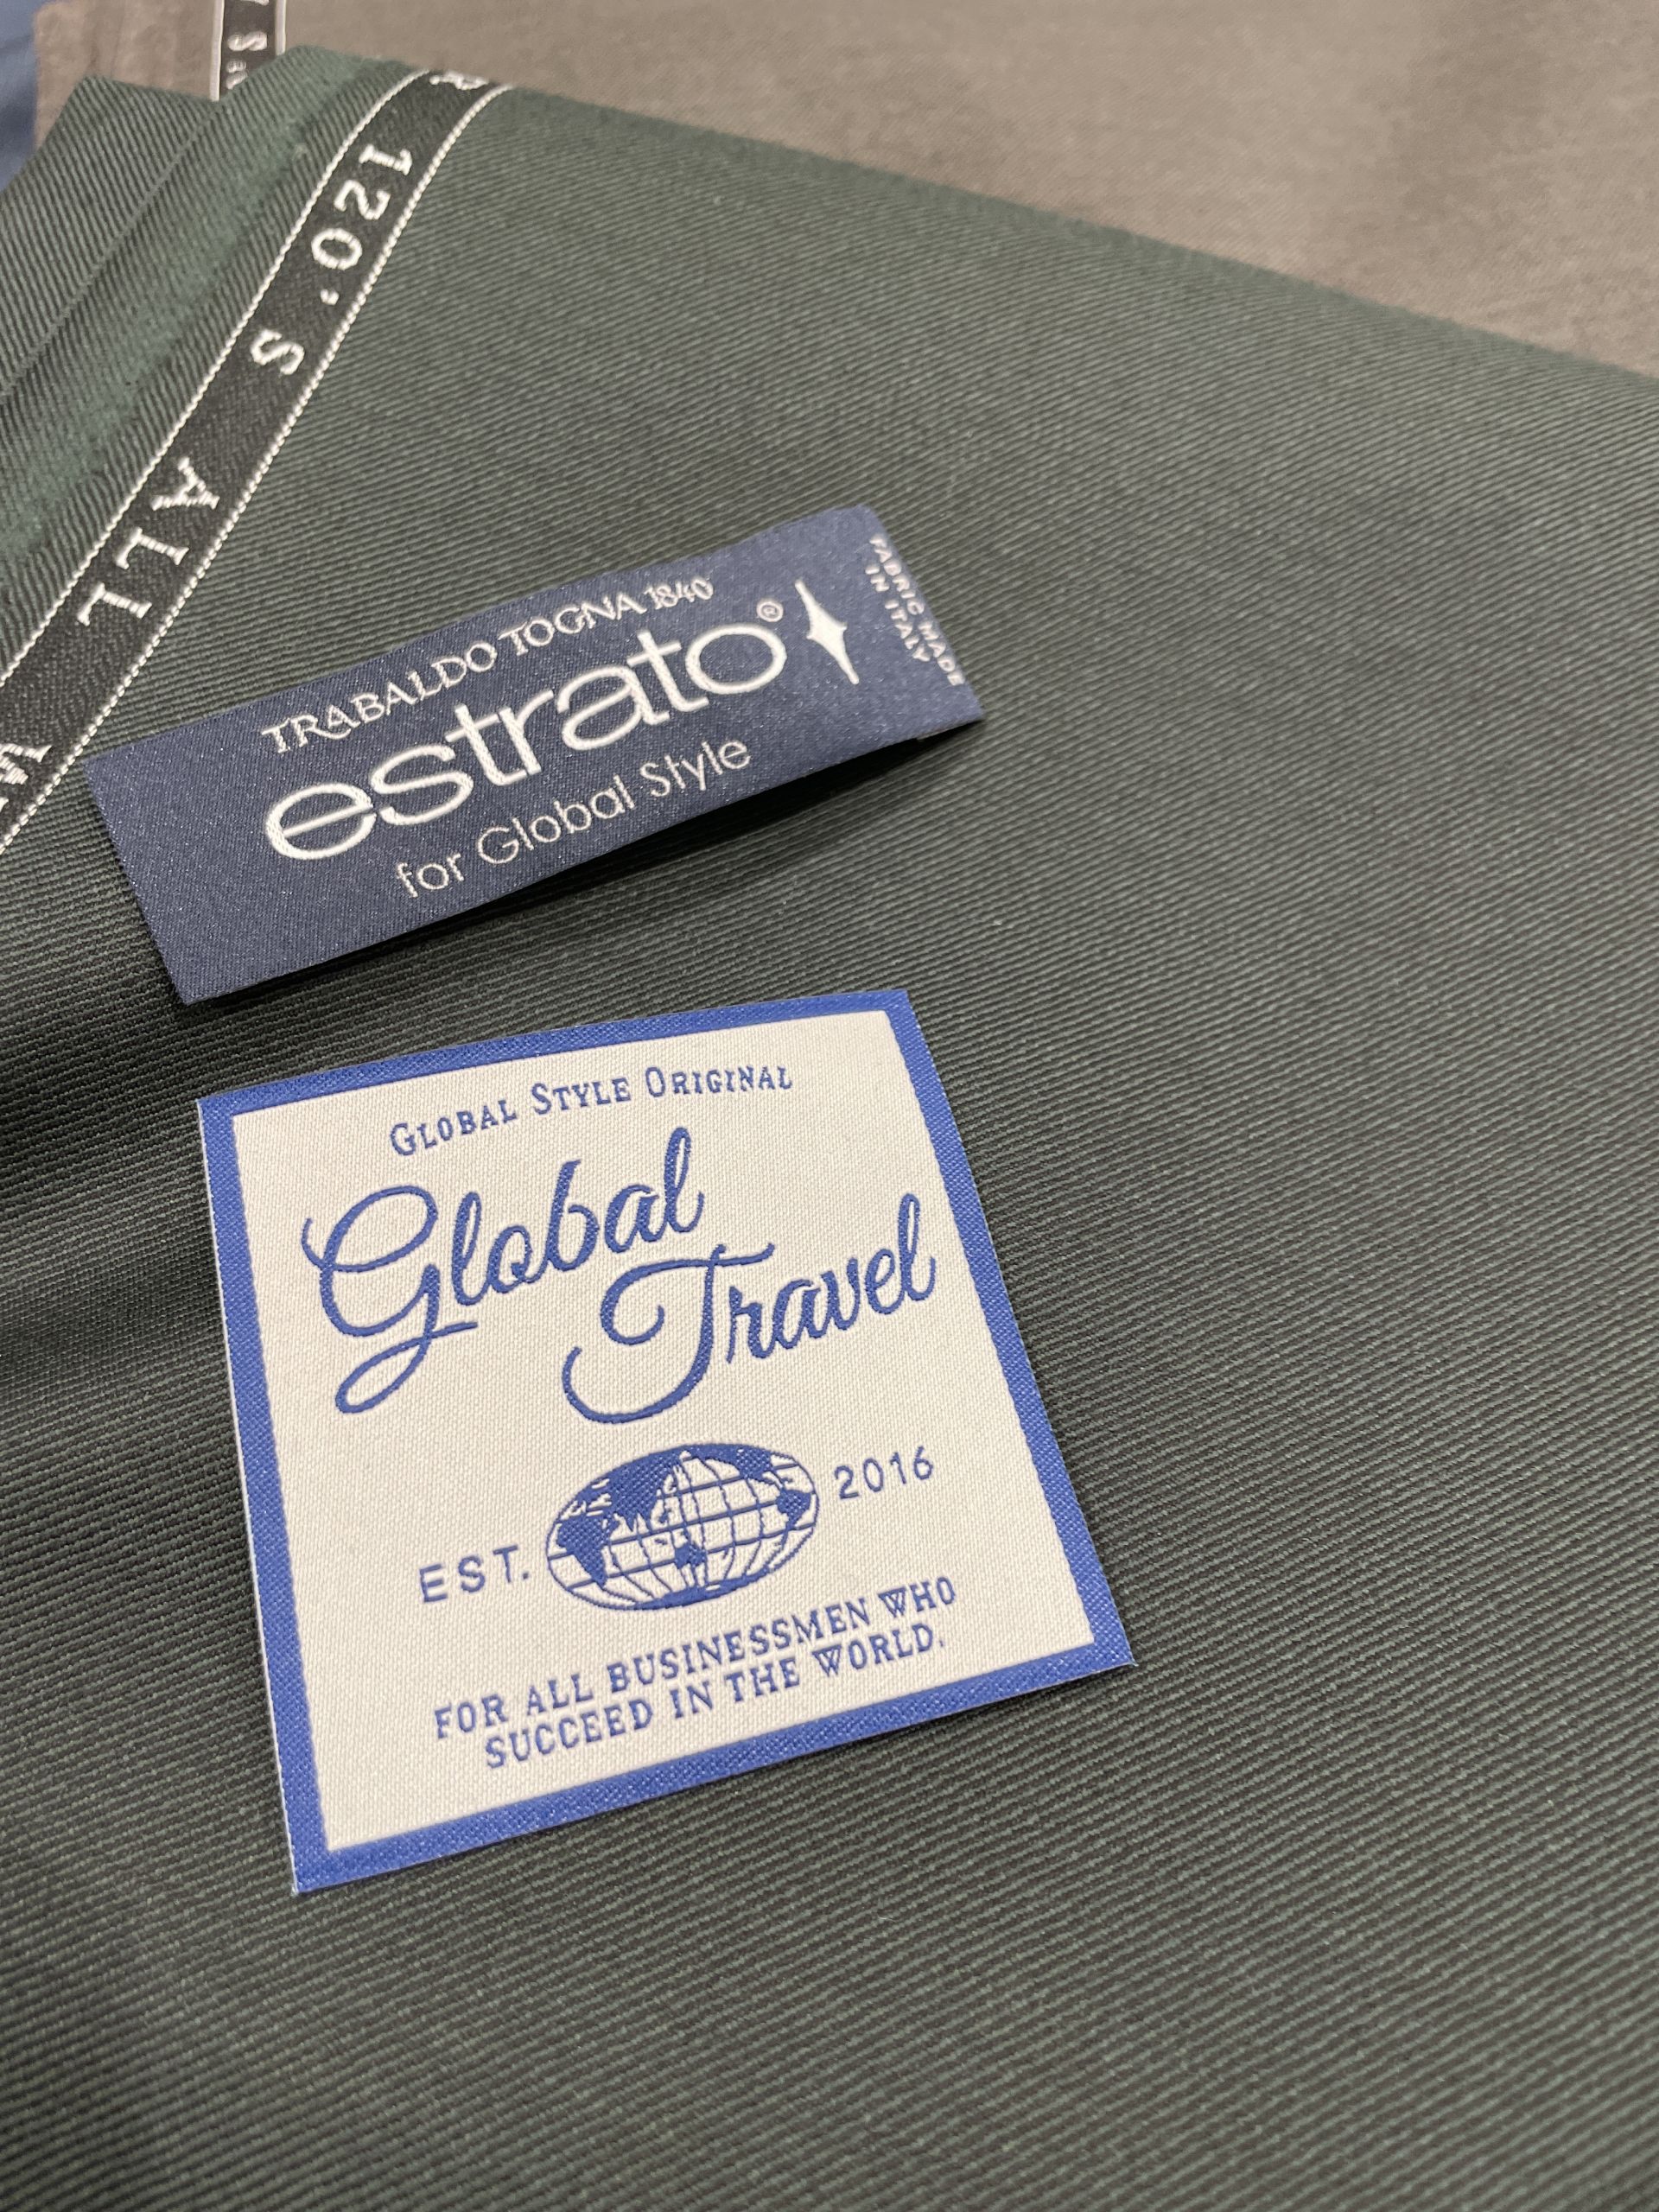 120'S ALL
TRABALDO TOGNA 1840
estrato®
for Global Style
FABRIC MADE
IN ITALY
GLOBAL STYLE ORIGINAL
Global
Travel
EST. 2016
FOR ALL BUSINESSMEN WHO
SUCCEED IN THE WORLD.